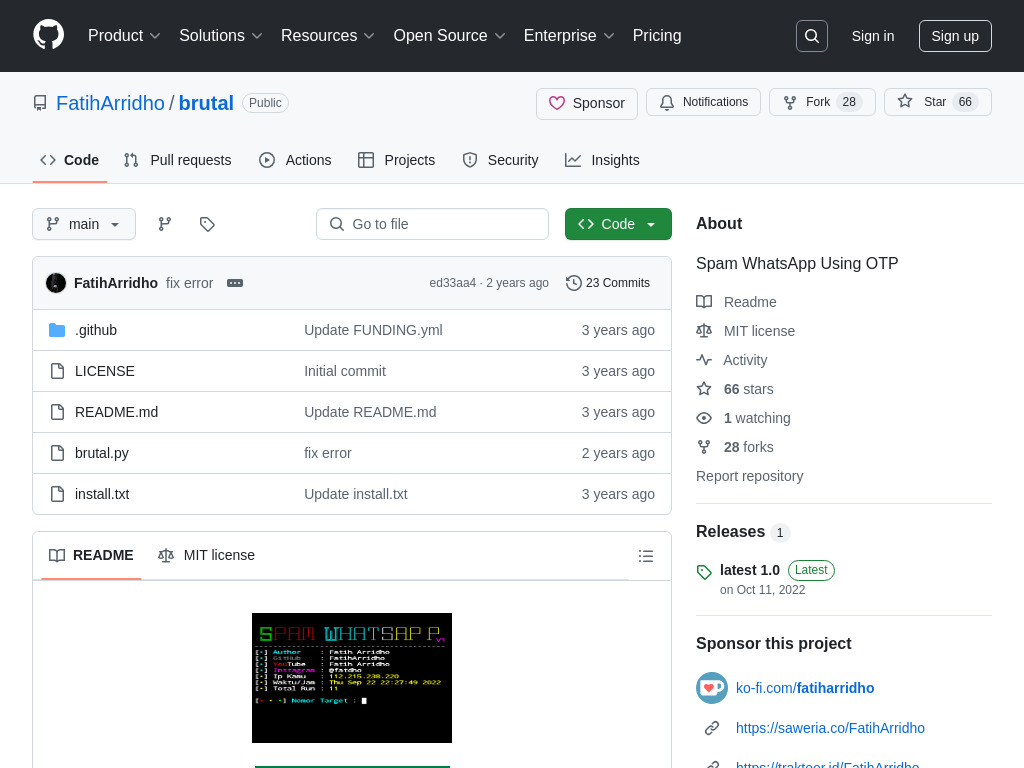 Product Solutions Resources Open Source Enterprise Pricing Sign in Sign up
FatihArridho / brutal Public Sponsor Notifications Fork 28 Star 66
Code Pull requests Actions Projects Security Insights
main Go to file Code
FatihArridho fix error ed33aa4 · 2 years ago 23 Commits
.github Update FUNDING.yml 3 years ago
LICENSE Initial commit 3 years ago
README.md Update README.md 3 years ago
brutal.py fix error 2 years ago
install.txt Update install.txt 3 years ago
README MIT license
SPAM WHATSAPP V1
[+] Author : Fatih Arridho
[+] GitHub : FatihArridho
[+] YouTube : Fatih Arridho
[+] Instagram : @fatdho
[+] Ip Kamu : 112.215.238.229
[+] Waktu/Jam : Thu Sep 22 22:27:49 2022
[+] Total Run : 11
Nomor Target :
About
Spam WhatsApp Using OTP
Readme
MIT license
Activity
66 stars
1 watching
28 forks
Report repository
Releases 1
latest 1.0 Latest
on Oct 11, 2022
Sponsor this project
ko-fi.com/fatiharridho
https://saweria.co/FatihArridho
https://trakteer.id/FatihArridho